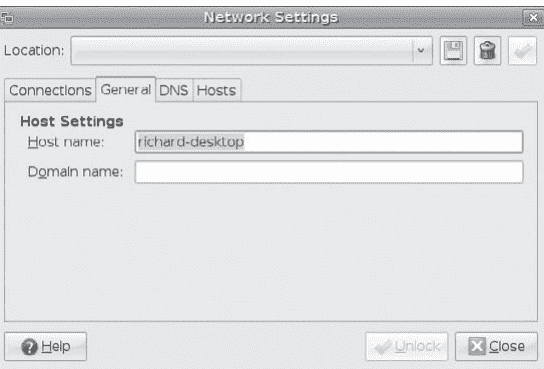 Network Settings
Location:
Connections General DNS Hosts
Host Settings
Host name: richard-desktop
Domain name:
Help Unlock Close